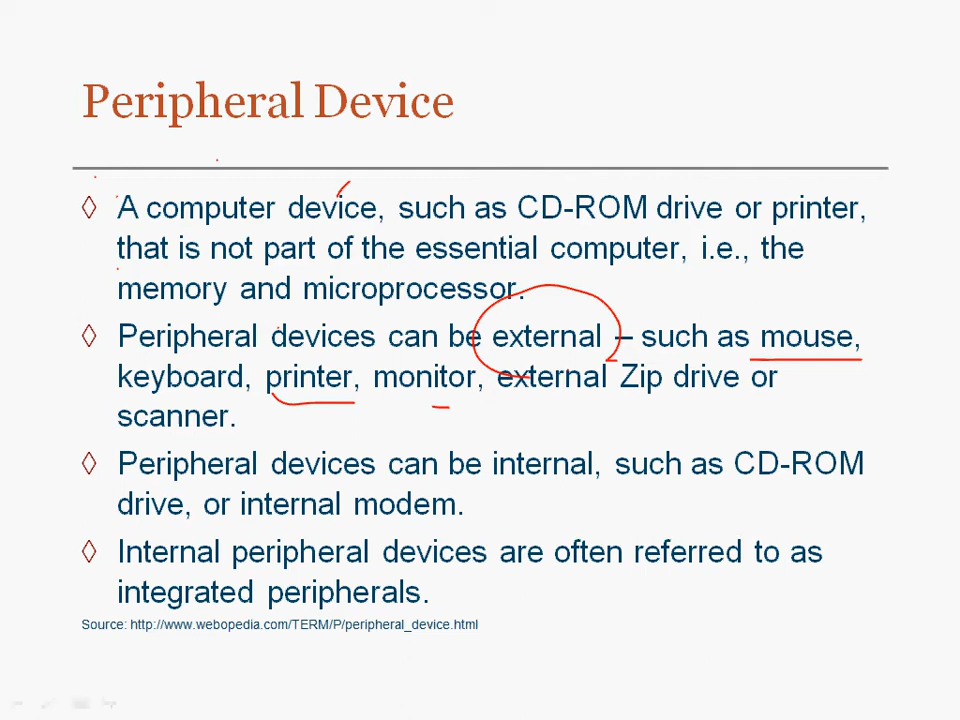 Peripheral Device
◊ A computer device, such as CD-ROM drive or printer,
that is not part of the essential computer, i.e., the
memory and microprocessor.
◊ Peripheral devices can be external – such as mouse,
keyboard, printer, monitor, external Zip drive or
scanner.
◊ Peripheral devices can be internal, such as CD-ROM
drive, or internal modem.
◊ Internal peripheral devices are often referred to as
integrated peripherals.
Source: http://www.webopedia.com/TERM/P/peripheral_device.html